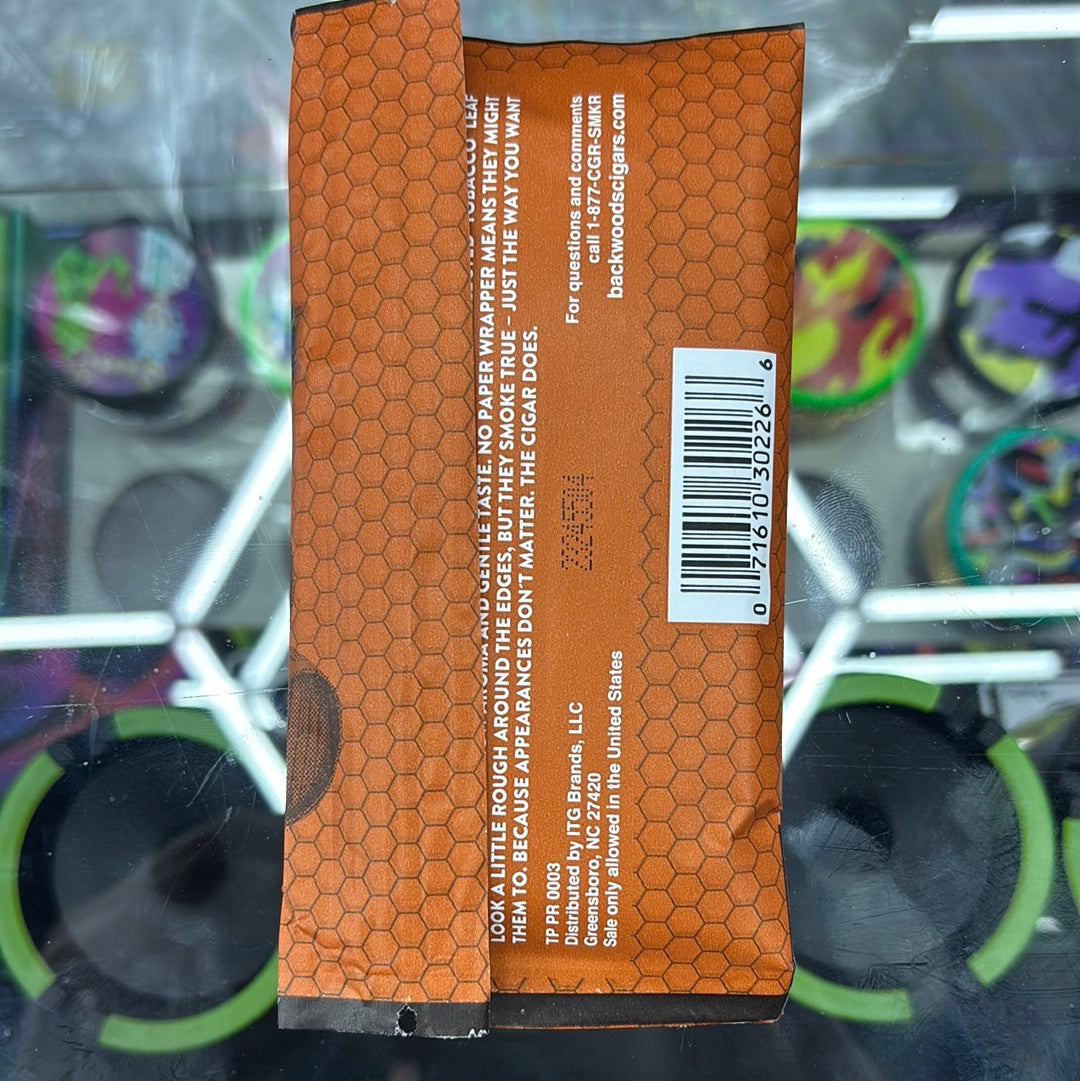 TOBACCO LEAF
AROMA AND GENTLE TASTE. NO PAPER WRAPPER MEANS THEY MIGHT
LOOK A LITTLE ROUGH AROUND THE EDGES, BUT THEY SMOKE TRUE – JUST THE WAY YOU WANT
THEM TO. BECAUSE APPEARANCES DON'T MATTER. THE CIGAR DOES.
TP PR 0003
Distributed by ITG Brands, LLC
Greensboro, NC 27420
Sale only allowed in the United States
For questions and comments
call 1-877-CGR-SMKR
backwoodscigars.com
0 71610 30226 6